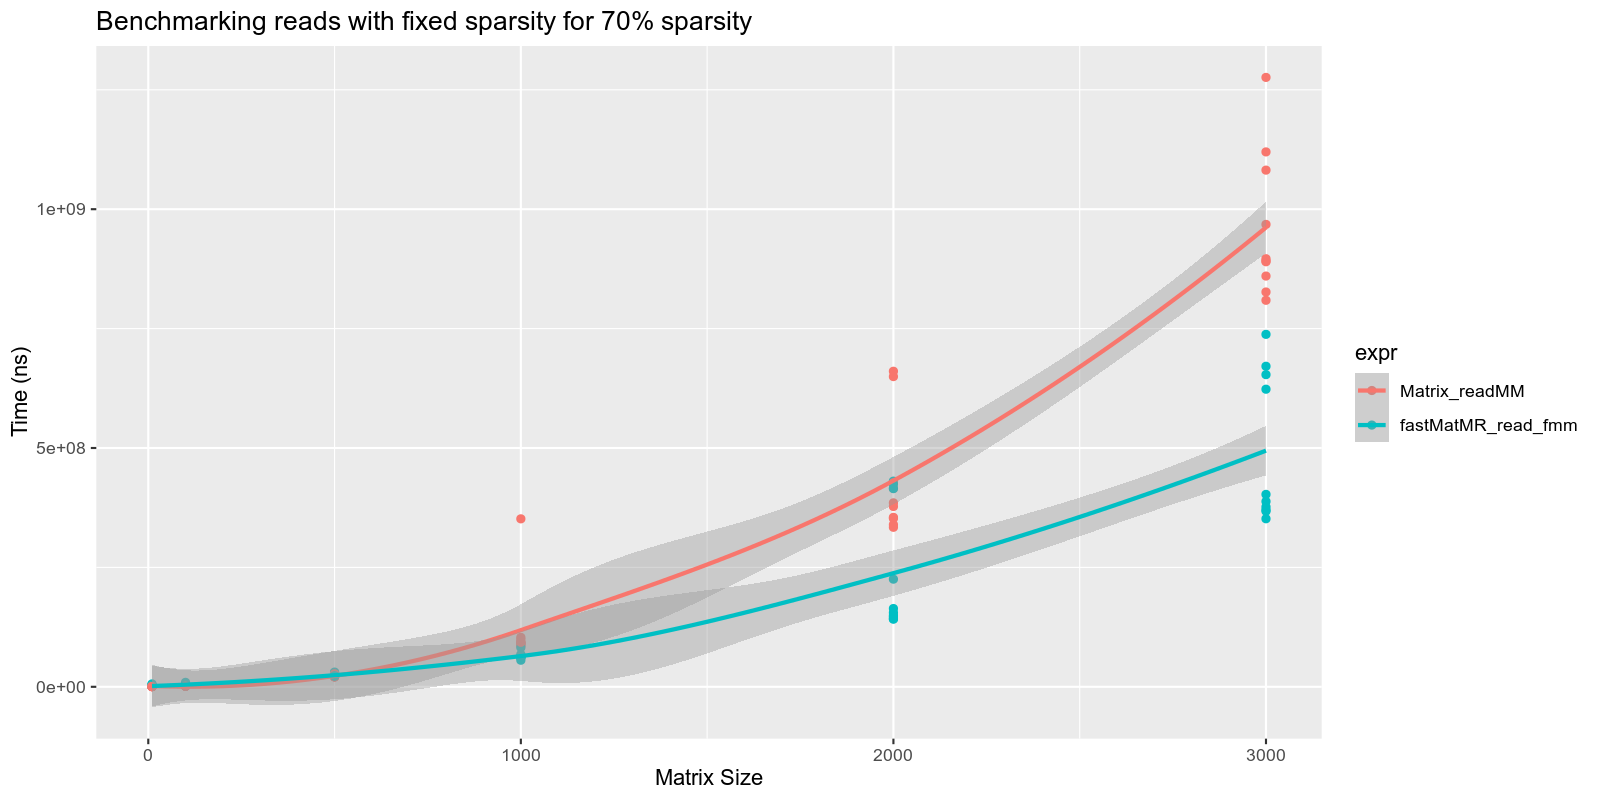 Benchmarking reads with fixed sparsity for 70% sparsity
Time (ns)
1e+09
5e+08
0e+00
0
1000
2000
3000
Matrix Size
expr
Matrix_readMM
fastMatMR_read_fmm